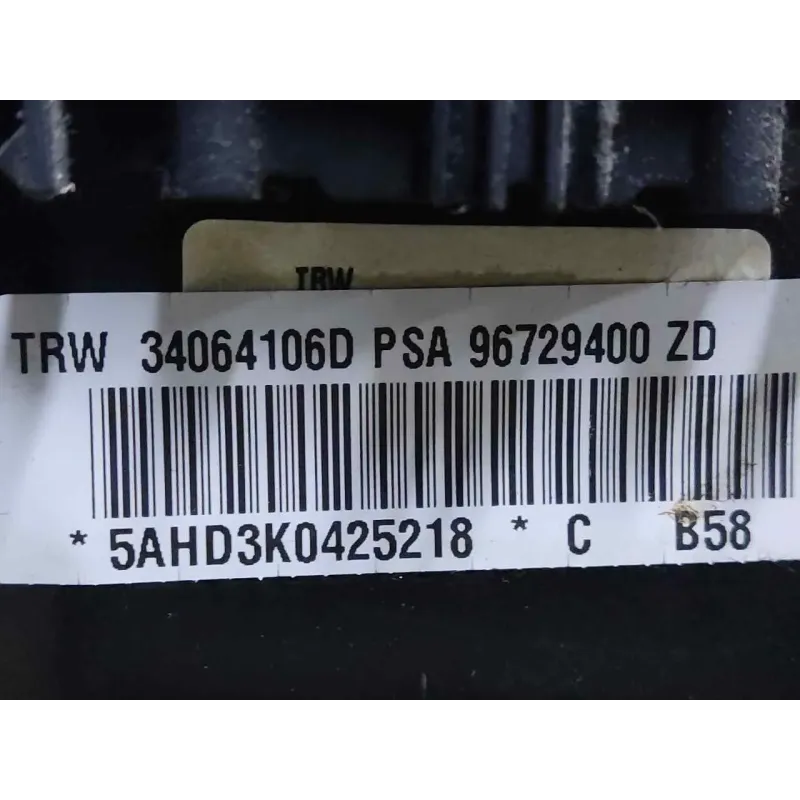 TRW
TRW 34064106D PSA 96729400 ZD
* 5AHD3K0425218 * C B58